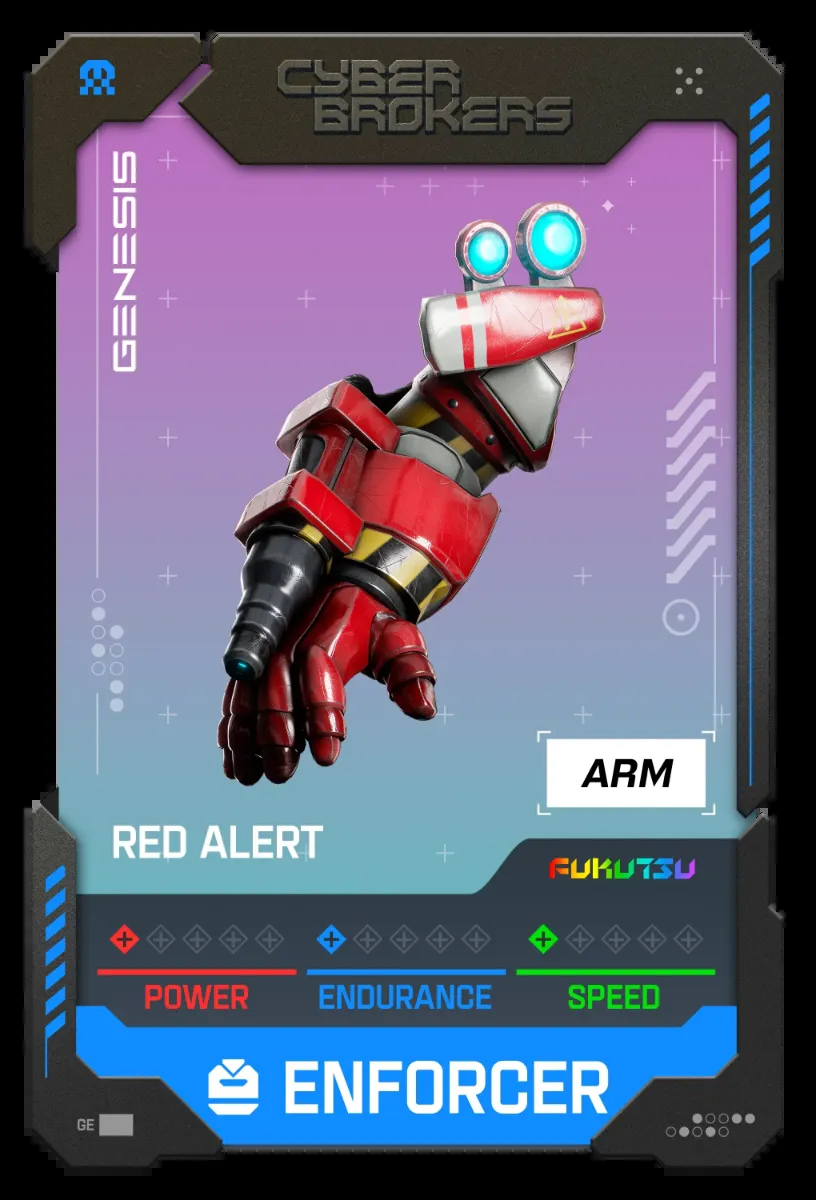 CYBER
BROKERS
GENESIS
ARM
RED ALERT
FUKUTSU
POWER
ENDURANCE
SPEED
ENFORCER
GE